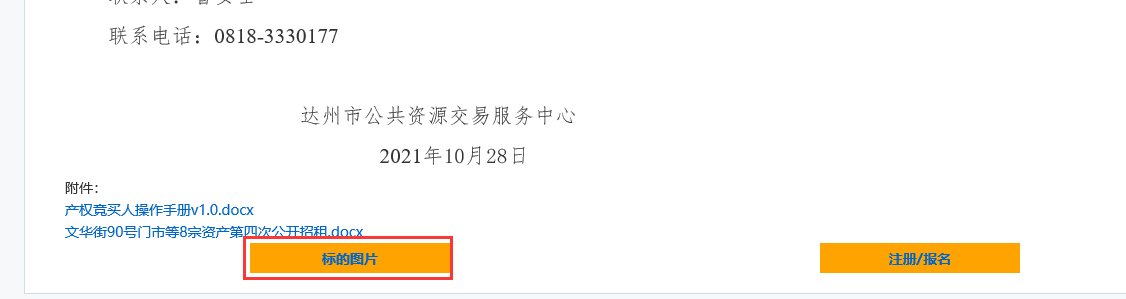 联系电话：0818-3330177
达州市公共资源交易服务中心
2021年10月28日
附件：
产权竞买人操作手册v1.0.docx
文华街90号门市等8宗资产第四次公开招租.docx
标的图片
注册/报名